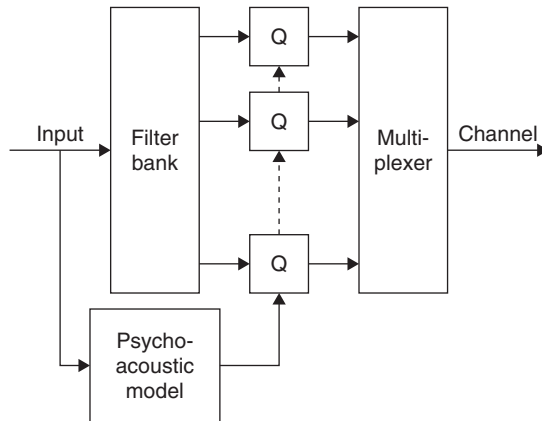 Q
Input
Filter
bank
Q
Multi-
plexer
Channel
Q
Psycho-
acoustic
model